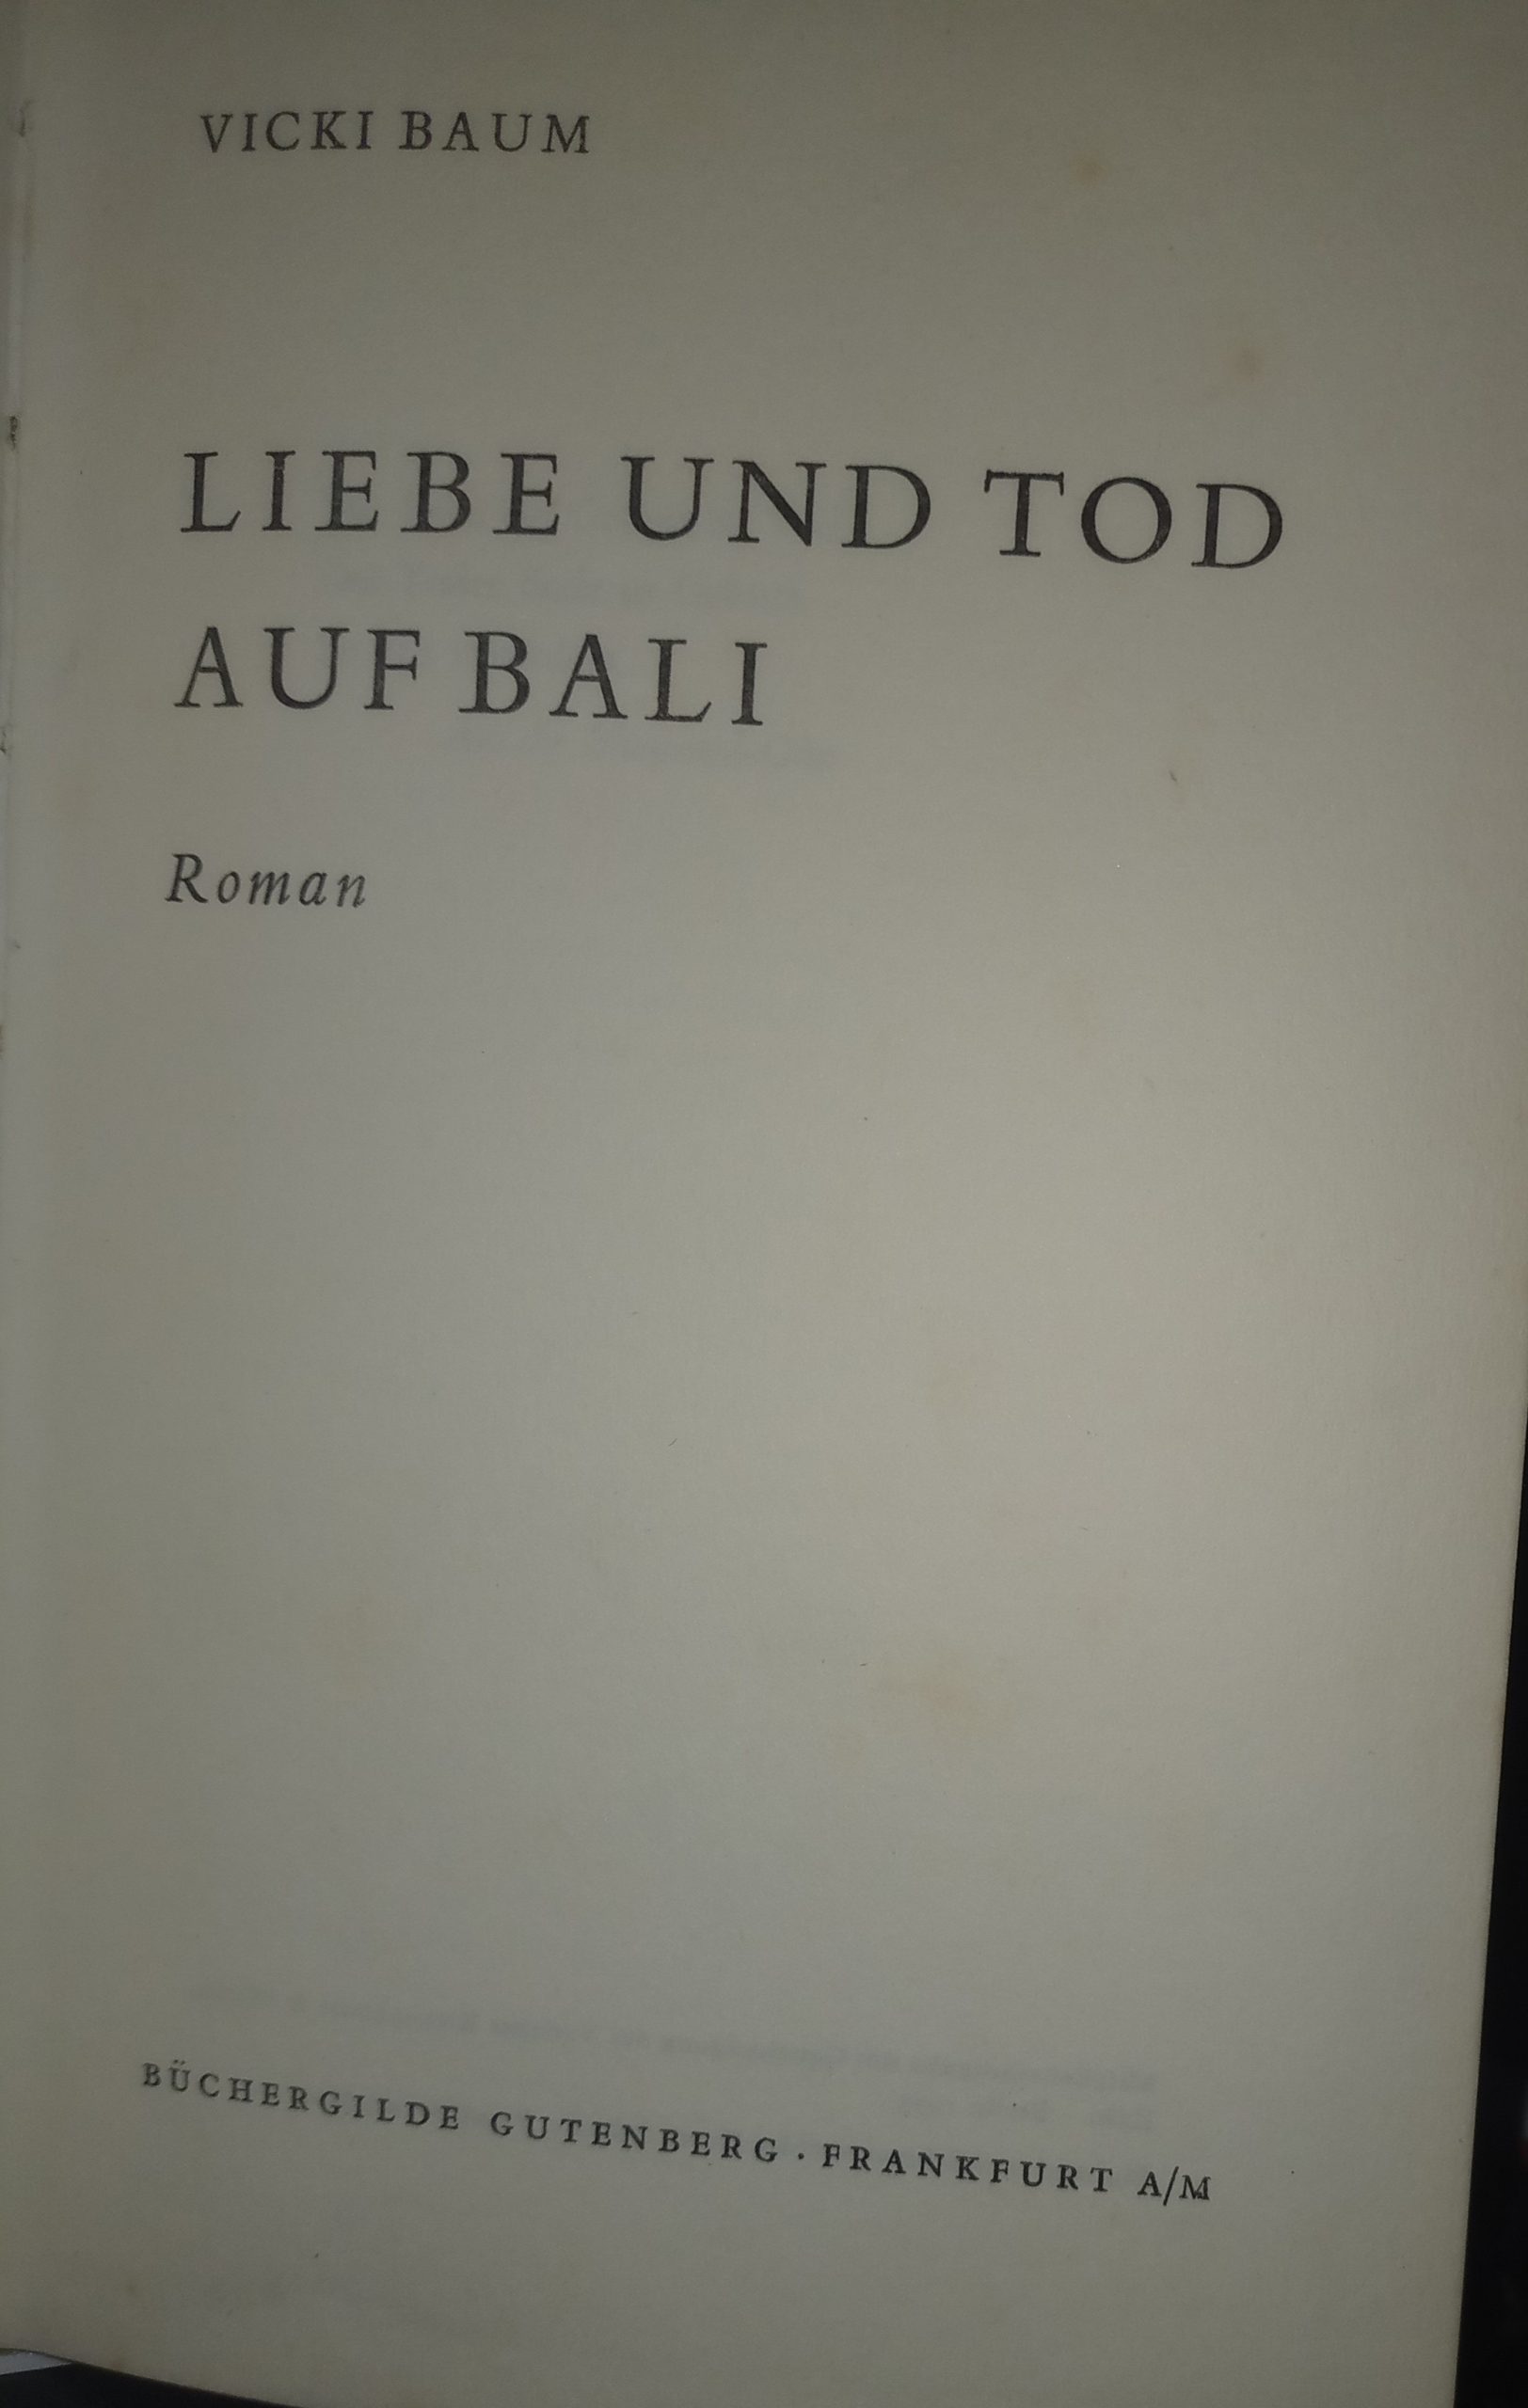 VICKI BAUM
LIEBE UND TOD
AUF BALI
Roman
BÜCHERGILDE GUTENBERG · FRANKFURT A/M